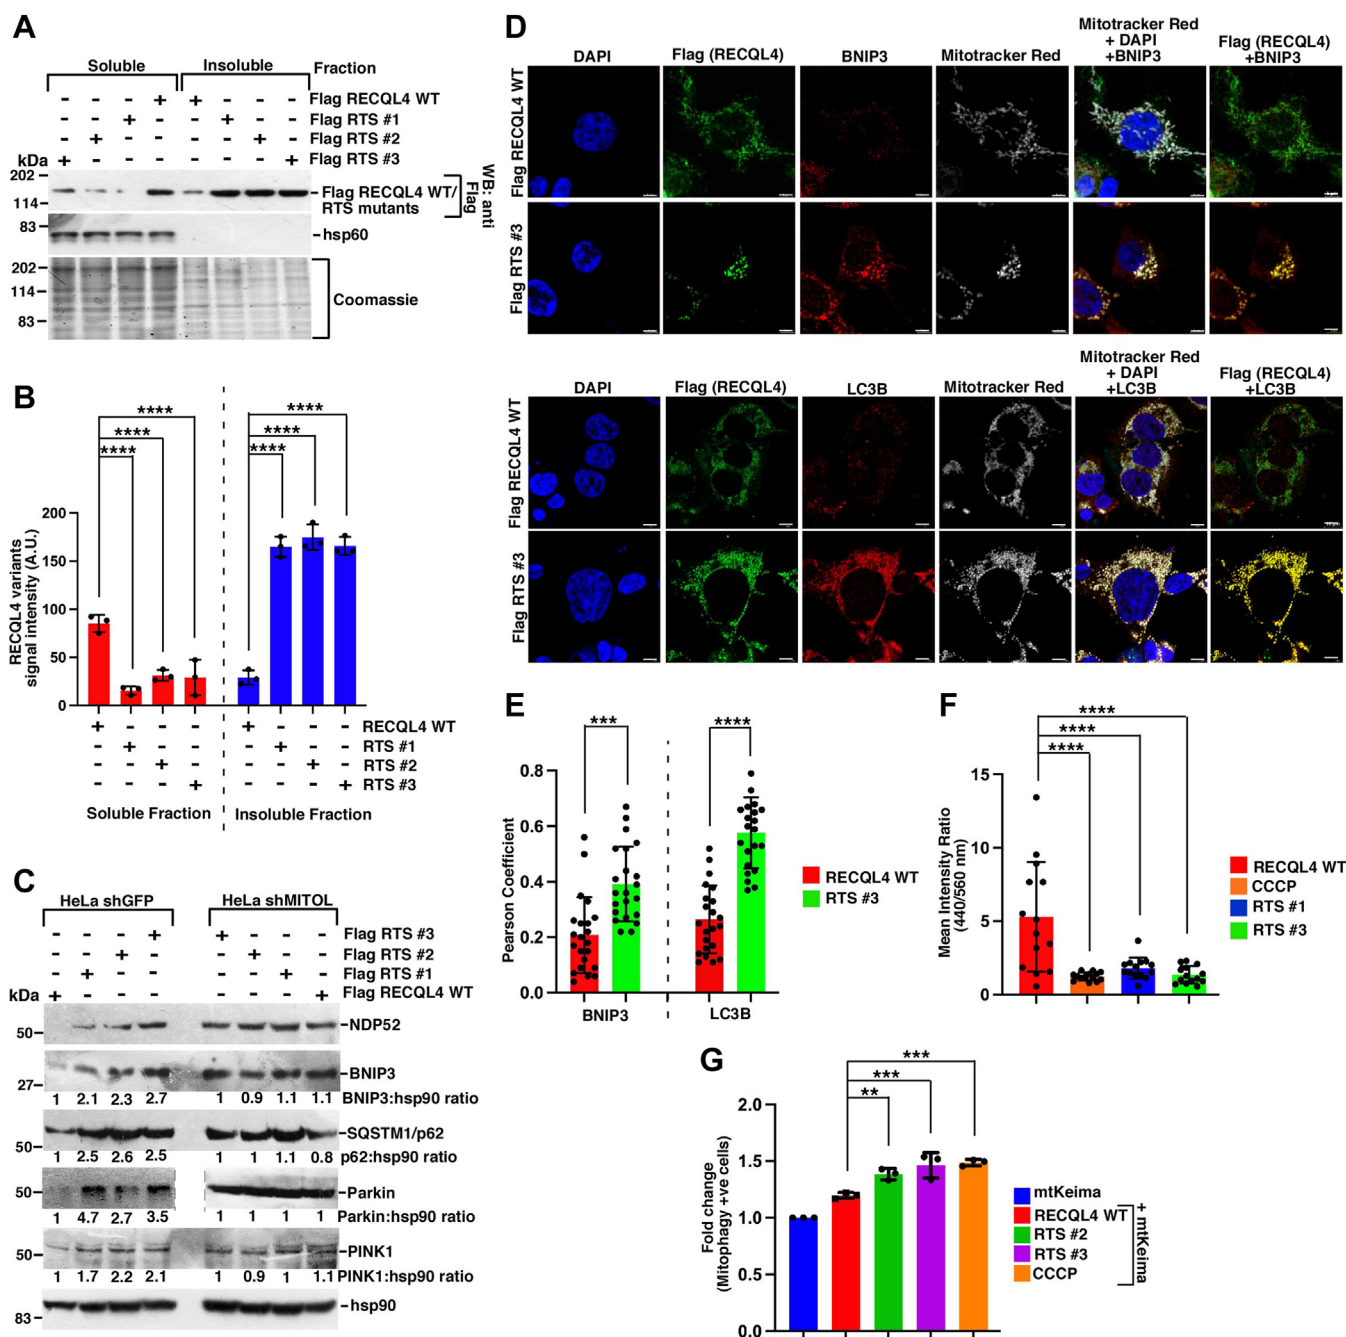 A
Soluble Insoluble Fraction
- - - + + - - - Flag RECQL4 WT
- - + - - + - - Flag RTS #1
- + - - - - + - Flag RTS #2
kDa + - - - - - - + Flag RTS #3
202
114
Flag RECQL4 WT/
RTS mutants
WB: anti
Flag
83
hsp60
202
114
83
Coomassie
B
**** ****
**** ****
**** ****
RECQL4 variants
signal intensity (A.U.)
200
150
100
50
0
+ - - - + - - - RECQL4 WT
- + - - - + - - RTS #1
- - + - - - + - RTS #2
- - - + - - - + RTS #3
Soluble Fraction Insoluble Fraction
C
HeLa shGFP HeLa shMITOL
- - - + + - - - Flag RTS #3
- - + - - + - - Flag RTS #2
- + - - - - + - Flag RTS #1
kDa + - - - - - - + Flag RECQL4 WT
50 NDP52
27 BNIP3
1 2.1 2.3 2.7 1 0.9 1.1 1.1 BNIP3:hsp90 ratio
50 SQSTM1/p62
1 2.5 2.6 2.5 1 1 1.1 0.8 p62:hsp90 ratio
50 Parkin
1 4.7 2.7 3.5 1 1 1 1 Parkin:hsp90 ratio
50 PINK1
1 1.7 2.2 2.1 1 0.9 1 1.1 PINK1:hsp90 ratio
83 hsp90
D
DAPI Flag (RECQL4) BNIP3 Mitotracker Red Mitotracker Red + DAPI +BNIP3 Flag (RECQL4) +BNIP3
Flag RECQL4 WT
Flag RTS #3
DAPI Flag (RECQL4) LC3B Mitotracker Red Mitotracker Red + DAPI +LC3B Flag (RECQL4) +LC3B
Flag RECQL4 WT
Flag RTS #3
E
*** ****
Pearson Coefficient
0.8
0.6
0.4
0.2
0.0
BNIP3 LC3B
RECQL4 WT
RTS #3
F
****
****
****
Mean Intensity Ratio
(440/560 nm)
15
10
5
0
RECQL4 WT
CCCP
RTS #1
RTS #3
G
***
***
**
Fold change
(Mitophagy +ve cells)
2.0
1.5
1.0
0.5
0.0
mtKeima
RECQL4 WT
RTS #2
RTS #3
CCCP
+ mtKeima